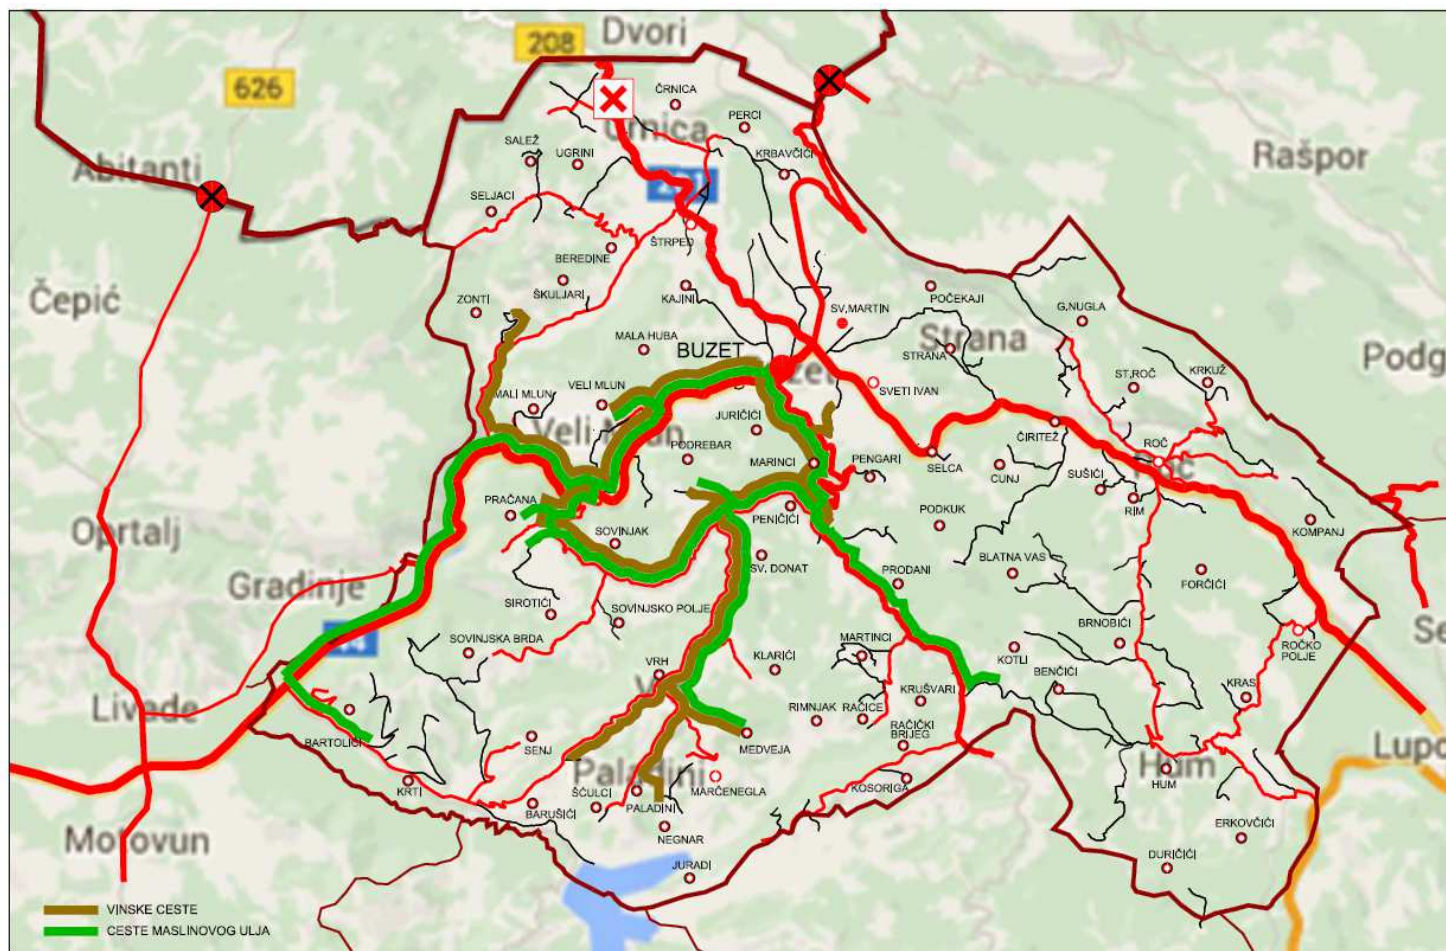 Dvori
208
626
ČRNICA
PERCI
Crnica
SALEŽ
UGRINI
KRBAVČIĆI
Rašpor
Abitanti
SELJACI
ŠTRPED
BEREDINE
ŠKULJARI
KAJINI
POČEKAJI
Čepić
ZONTI
SV,MARTIN
G,NUGLA
MALA HUBA
BUZET
STRANA
Strana
Podg
ST,ROČ
KRKUŽ
SVETI IVAN
MALI MLUN
VELI MLUN
JURIČIĆI
PODREBAR
MARINCI
PENGARI
SELCA
ČIRITEŽ
ROČ
CUNJ
SUŠIĆI
RIM
PRAČANA
PENIČIĆI
PODKUK
KOMPANJ
Oprtalj
SOVINJAK
SV. DONAT
BLATNA VAS
FORČIĆI
Gradinje
PRODANI
SIROTIĆI
SOVINJSKO POLJE
BRNOBIĆI
SOVINJSKA BRDA
MARTINCI
KOTLI
ROČKO
POLJE
Se
VRH
KLARIĆI
BENČIĆI
KRAS
KRUŠVARI
Livade
RIMNJAK
RAČICE
RAČIČKI
BRIJEG
BARTOLIĆI
SENJ
MEDVEJA
Lupo
Paladini
Hum
HUM
KRTI
MARČENEGLA
KOSORIGA
BARUŠIĆI
ŠĆULCI
PALADINI
NEGNAR
ERKOVČIĆI
Motovun
JURADI
DURIČIĆI
VINSKE CESTE
CESTE MASLINOVOG ULJA